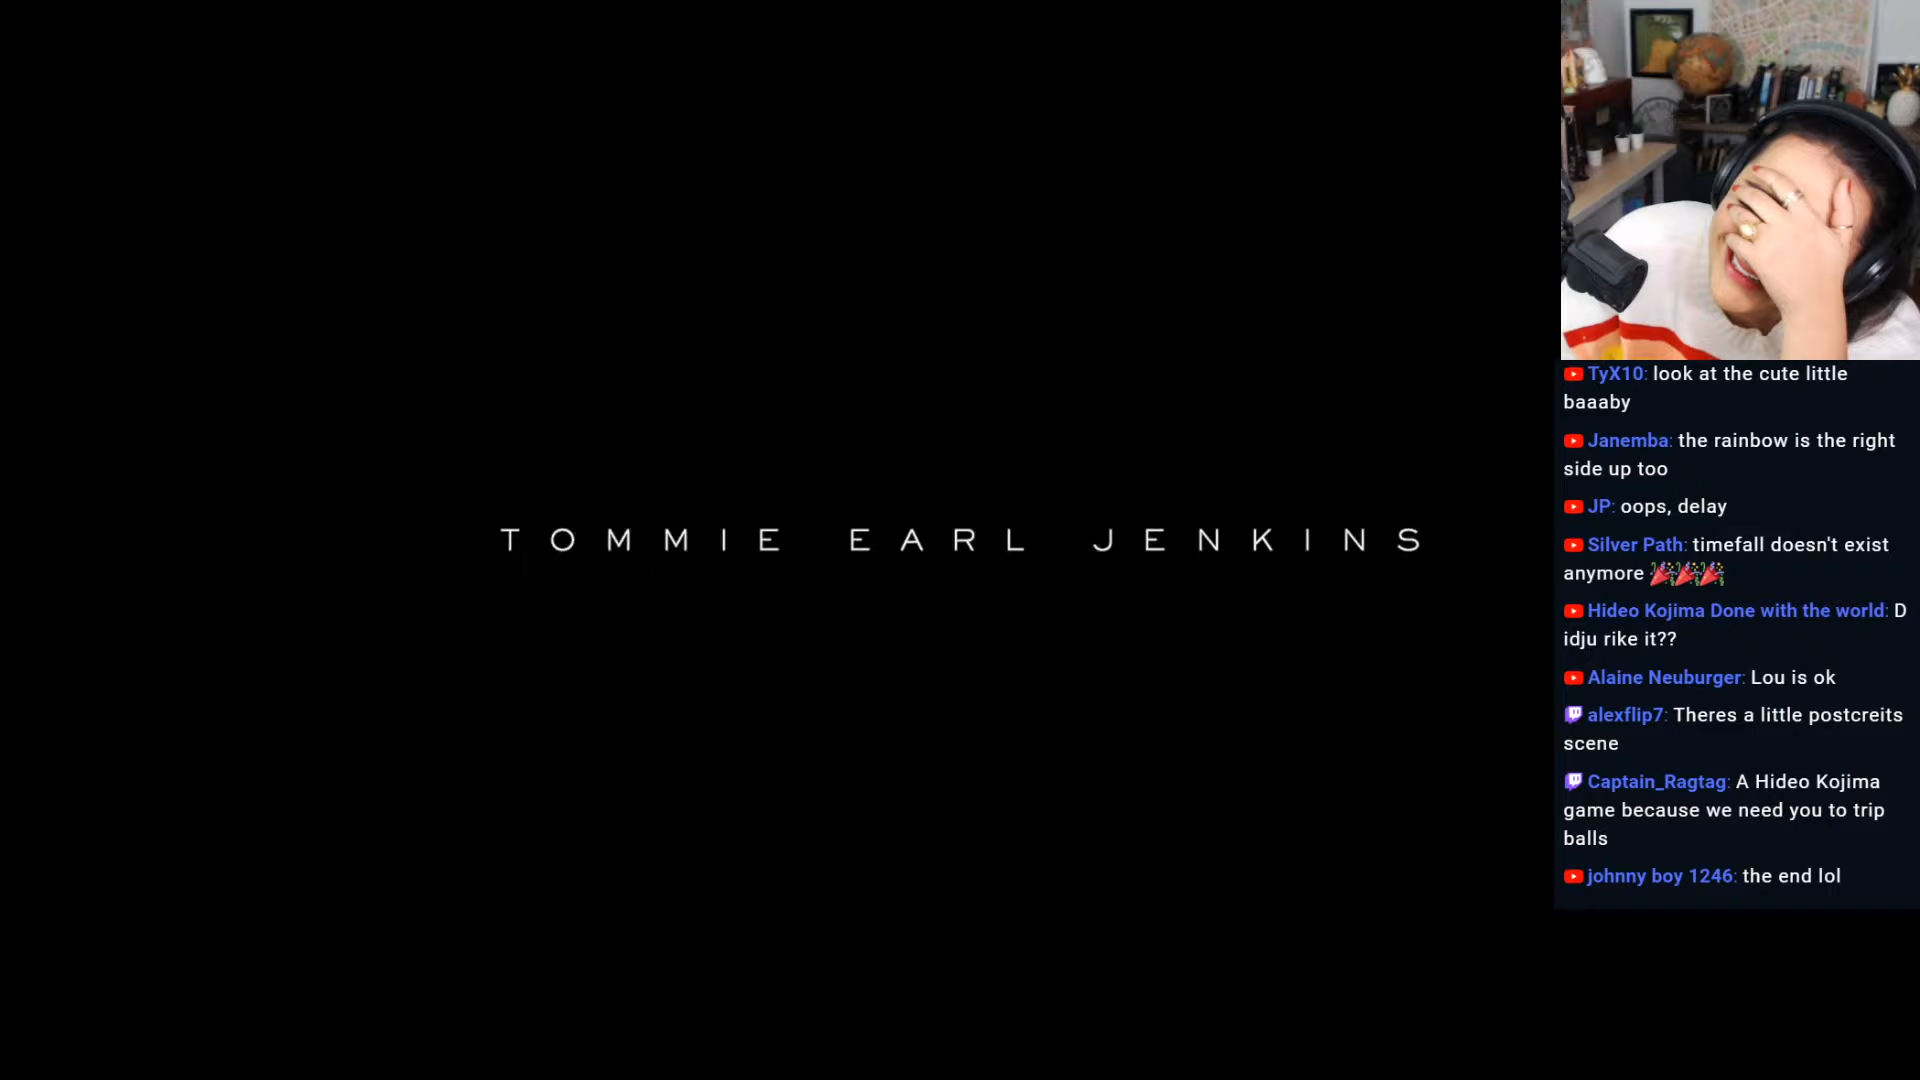 TOMMIE EARL JENKINS
TyX10: look at the cute little
baaaby
Janemba: the rainbow is the right
side up too
JP: oops, delay
Silver Path: timefall doesn't exist
anymore 🎉🎉🎉
Hideo Kojima Done with the world: D
idju rike it??
Alaine Neuburger: Lou is ok
alexflip7: Theres a little postcreits
scene
Captain_Ragtag: A Hideo Kojima
game because we need you to trip
balls
johnny boy 1246: the end lol